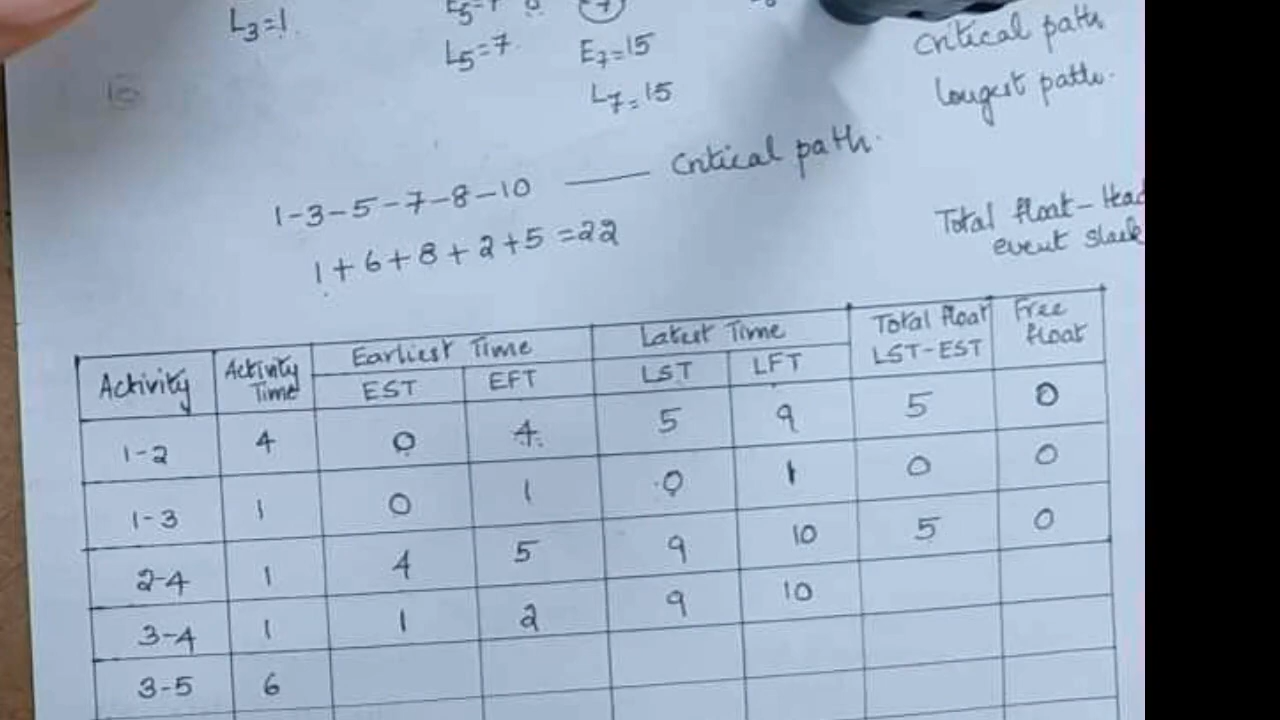 L3=1.
E5=7
7
L5=7.
E7=15
L7=15
Critical path
longest path.
10
1-3-5-7-8-10 —— Critical path.
1+6+8+2+5=22
Total float-Head
event slack
Activity Activity Time Earliest Time Latest Time Total float LST-EST Free float
EST EFT LST LFT
1-2 4 0 4 5 9 5 0
1-3 1 0 1 0 1 0 0
2-4 1 4 5 9 10 5 0
3-4 1 1 2 9 10
3-5 6